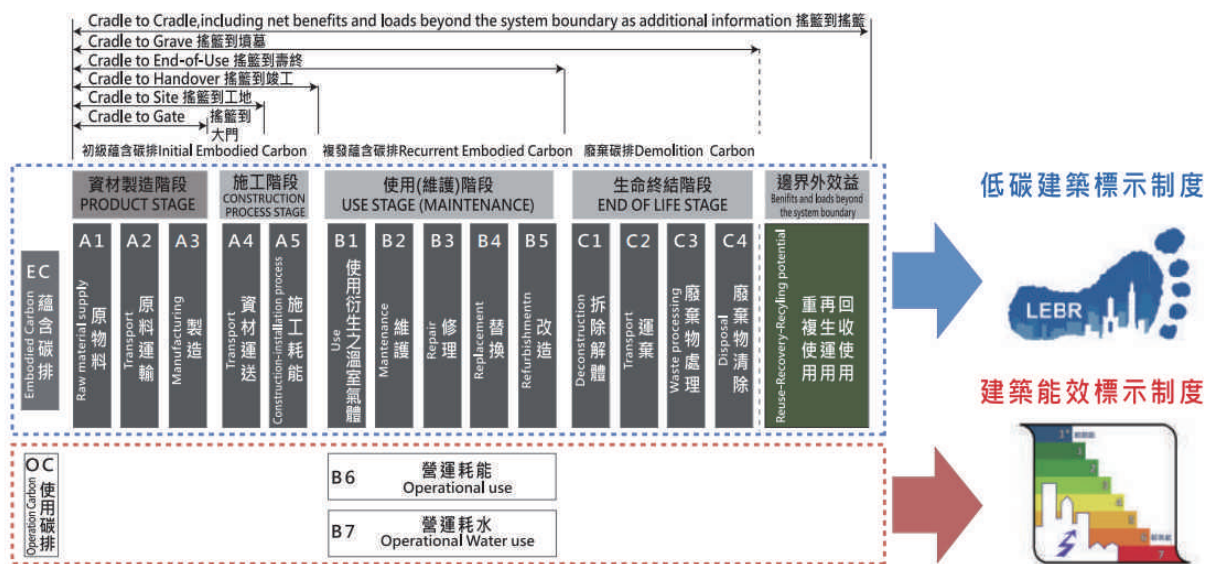 Cradle to Cradle,including net benefits and loads beyond the system boundary as additional information 搖籃到搖籃
Cradle to Grave 搖籃到墳墓
Cradle to End-of-Use 搖籃到壽終
Cradle to Handover 搖籃到竣工
Cradle to Site 搖籃到工地
Cradle to Gate 搖籃到
大門
初級蘊含碳排Initial Embodied Carbon
複發蘊含碳排Recurrent Embodied Carbon
廢棄碳排Demolition Carbon
資材製造階段
PRODUCT STAGE
施工階段
CONSTRUCTION
PROCESS STAGE
使用(維護)階段
USE STAGE (MAINTENANCE)
生命終結階段
END OF LIFE STAGE
邊界外效益
Benifits and loads beyond
the system boundary
EC
Embodied Carbon
蘊含碳排
A1
Raw material supply
原物料
A2
Transport
原料運輸
A3
Manufacturing
製造
A4
Transport
資材運送
A5
Construction-installation process
施工耗能
B1
Use
使用衍生之溫室氣體
B2
Mantenance
維護
B3
Repair
修理
B4
Replacement
替換
B5
Refurbishmentn
改造
C1
Deconstruction
拆除解體
C2
Transport
運棄
C3
Waste processing
廢棄物處理
C4
Disposal
廢棄物清除
Reuse-Recovery-Recyling potential
回收使用
再生運用
重複使用
OC
Operation Carbon
使用碳排
B6
營運耗能
Operational use
B7
營運耗水
Operational Water use
低碳建築標示制度
LEBR
建築能效標示制度
1+
1
2
3
4
5
6
7